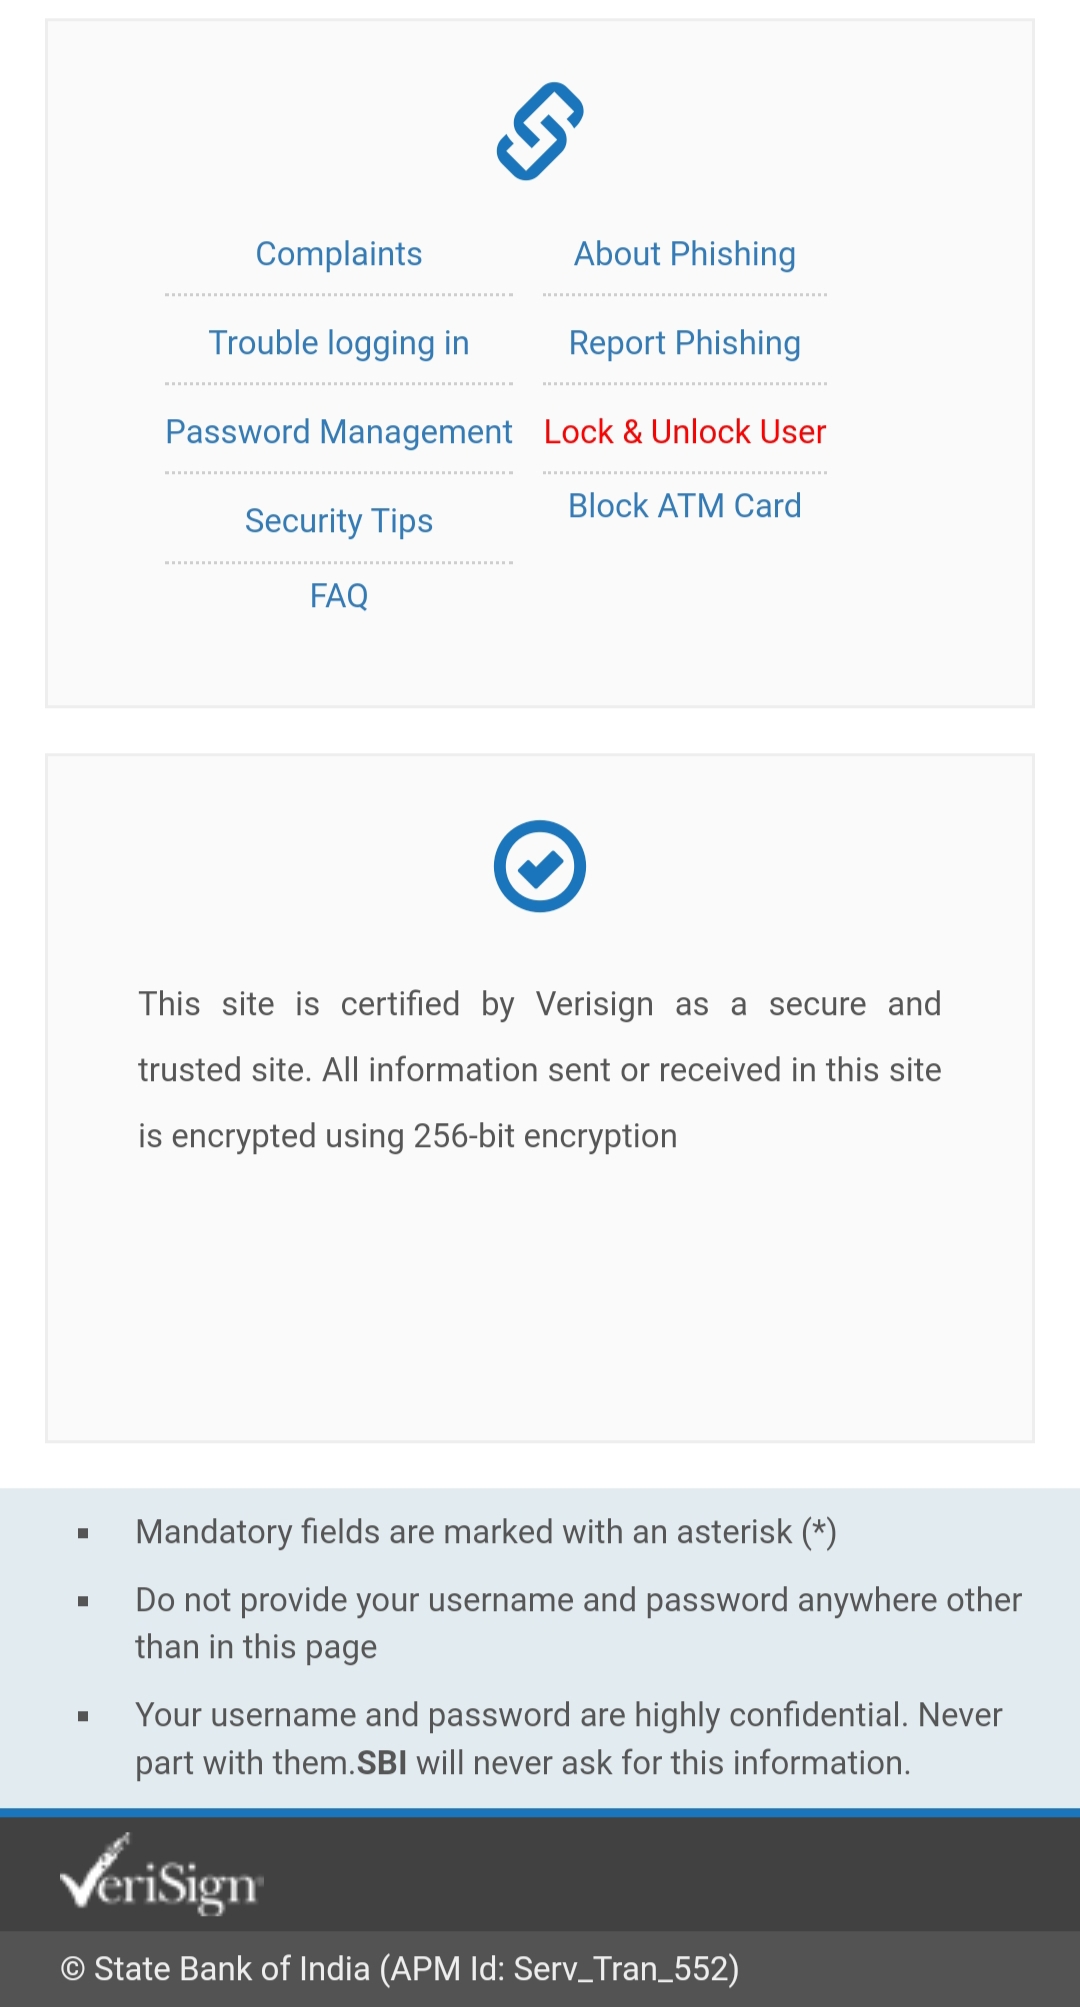 Complaints
About Phishing
Trouble logging in
Report Phishing
Password Management
Lock & Unlock User
Security Tips
Block ATM Card
FAQ
This site is certified by Verisign as a secure and
trusted site. All information sent or received in this site
is encrypted using 256-bit encryption
▪ Mandatory fields are marked with an asterisk (*)
▪ Do not provide your username and password anywhere other
than in this page
▪ Your username and password are highly confidential. Never
part with them.SBI will never ask for this information.
VeriSign
© State Bank of India (APM Id: Serv_Tran_552)